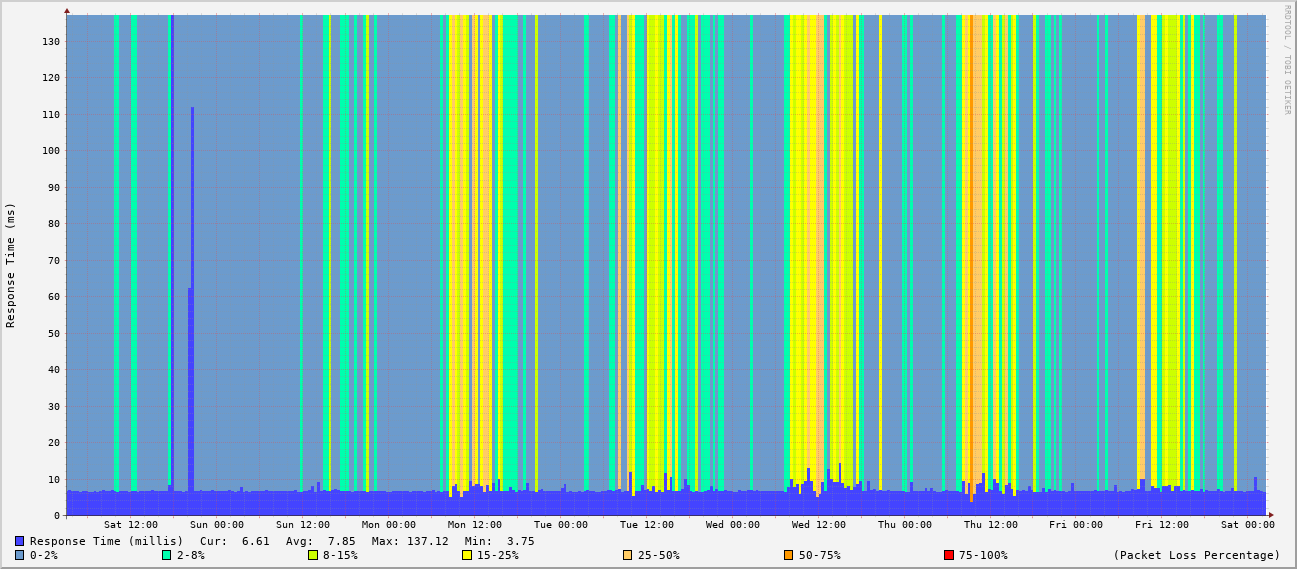 RRDTOOL / TOBI OETIKER
Response Time (ms)
130
120
110
100
90
80
70
60
50
40
30
20
10
0
Sat 12:00 Sun 00:00 Sun 12:00 Mon 00:00 Mon 12:00 Tue 00:00 Tue 12:00 Wed 00:00 Wed 12:00 Thu 00:00 Thu 12:00 Fri 00:00 Fri 12:00 Sat 00:00
Response Time (millis) Cur: 6.61 Avg: 7.85 Max: 137.12 Min: 3.75
0-2% 2-8% 8-15% 15-25% 25-50% 50-75% 75-100% (Packet Loss Percentage)